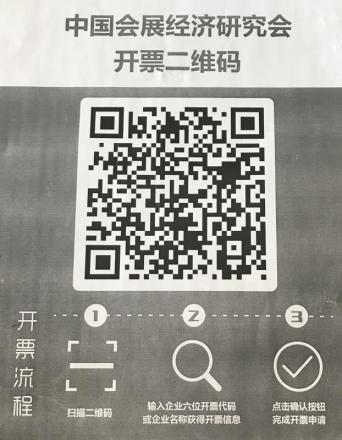 中国会展经济研究会
开票二维码
开票流程
1
2
3
扫描二维码
输入企业六位开票代码
或企业名称获得开票信息
点击确认按钮
完成开票申请